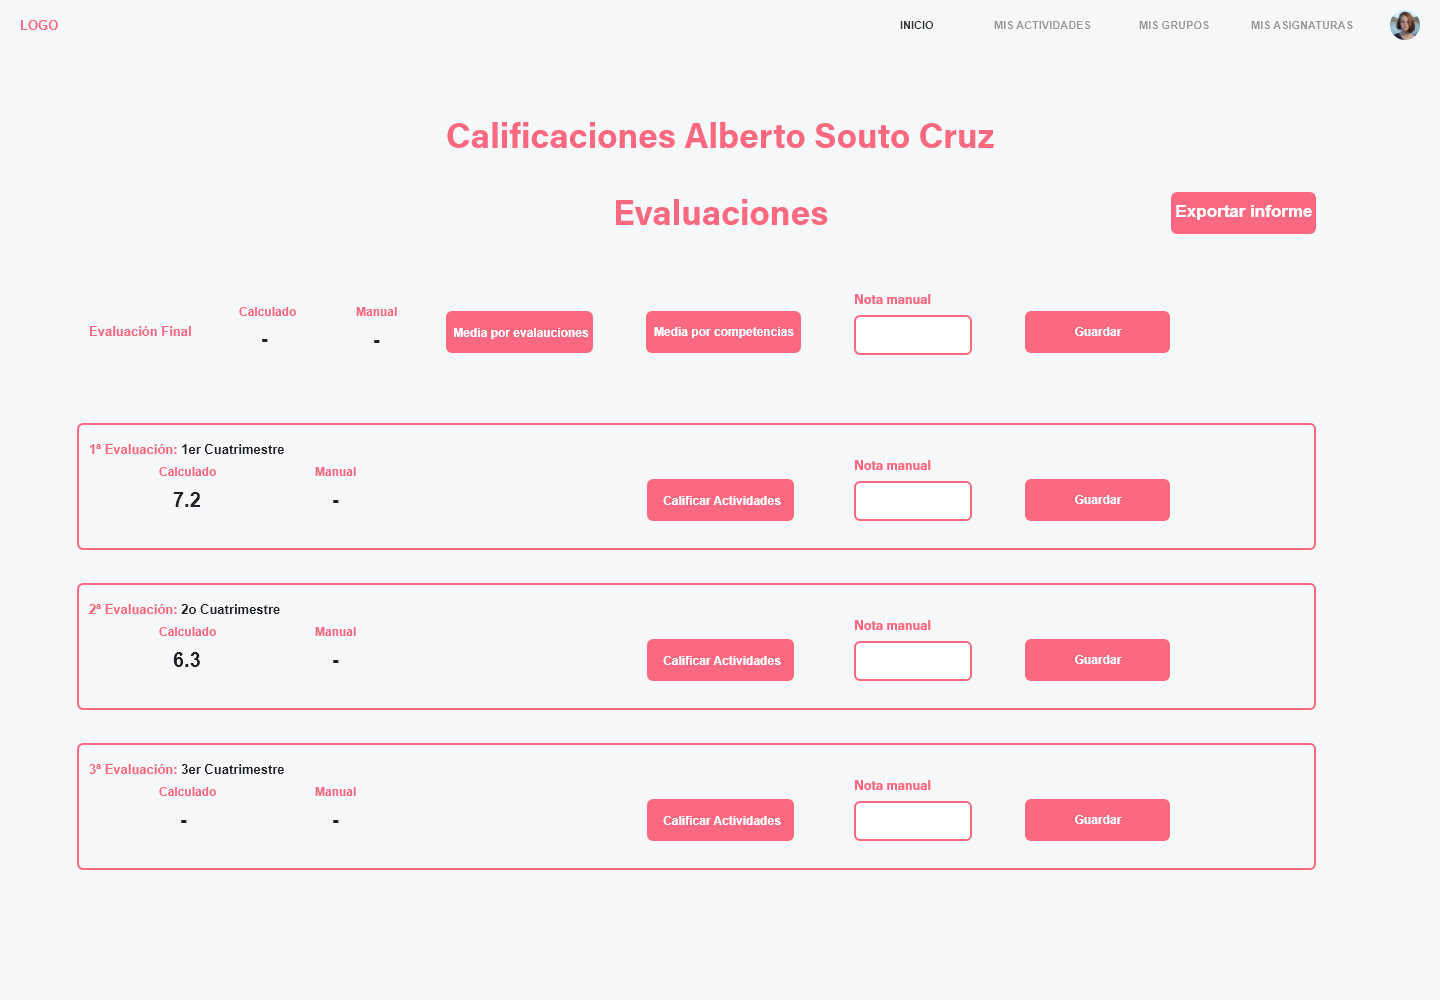 LOGO
INICIO
MIS ACTIVIDADES
MIS GRUPOS
MIS ASIGNATURAS
Calificaciones Alberto Souto Cruz
Evaluaciones
Exportar informe
Evaluación Final
Calculado
-
Manual
-
Media por evalauciones
Media por competencias
Nota manual
Guardar
1ª Evaluación: 1er Cuatrimestre
Calculado
7.2
Manual
-
Calificar Actividades
Nota manual
Guardar
2ª Evaluación: 2o Cuatrimestre
Calculado
6.3
Manual
-
Calificar Actividades
Nota manual
Guardar
3ª Evaluación: 3er Cuatrimestre
Calculado
-
Manual
-
Calificar Actividades
Nota manual
Guardar